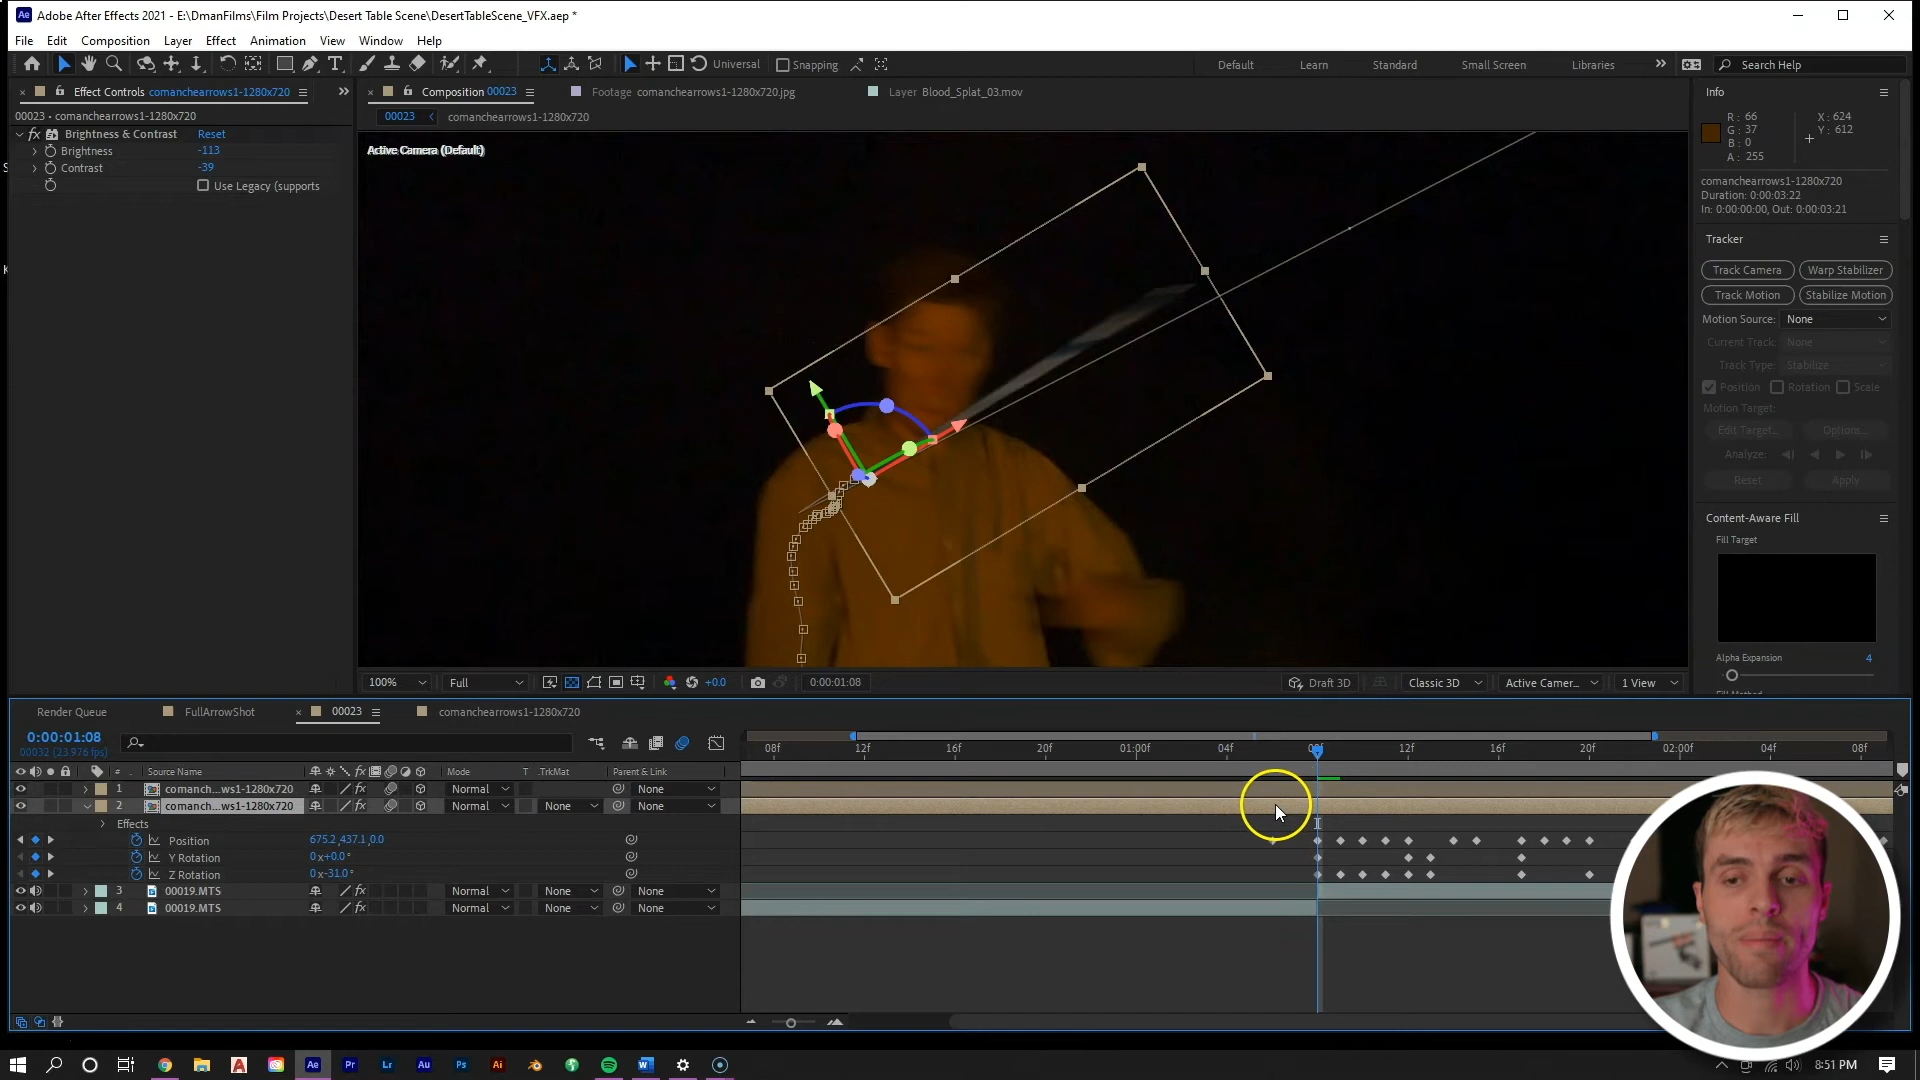 Adobe After Effects 2021 - E:\DmanFilms\Film Projects\Desert Table Scene\DesertTableScene_VFX.aep *
File Edit Composition Layer Effect Animation View Window Help
Universal Snapping Default Learn Standard Small Screen Libraries Search Help
Effect Controls comanchearrows1-1280x720
00023 • comanchearrows1-1280x720
fx Brightness & Contrast Reset
Brightness -113
Contrast -39
Use Legacy (supports
Composition 00023 Footage comanchearrows1-1280x720.jpg Layer Blood_Splat_03.mov
00023 comanchearrows1-1280x720
Active Camera (Default)
Info
R: 66 X: 624
G: 37 Y: 612
B: 0
A: 255
comanchearrows1-1280x720
Duration: 0:00:03:22
In: 0:00:00:00, Out: 0:00:03:21
Tracker
Track Camera Warp Stabilizer
Track Motion Stabilize Motion
Motion Source: None
Current Track: None
Track Type: Stabilize
Position Rotation Scale
Motion Target:
Edit Target... Options...
Analyze:
Reset Apply
Content-Aware Fill
Fill Target
Alpha Expansion 4
100% Full +0.0 0:00:01:08 Draft 3D Classic 3D Active Camer... 1 View
Render Queue FullArrowShot 00023 comanchearrows1-1280x720
0:00:01:08
00032 (23.976 fps)
08f 12f 16f 20f 01:00f 04f 08f 12f 16f 20f 02:00f 04f 08f
# Source Name fx Mode T .TrkMat Parent & Link
1 comanch...ws1-1280x720 Normal None
2 comanch...ws1-1280x720 Normal None None
Effects
Position 675.2,437.1,0.0
Y Rotation 0x+0.0°
Z Rotation 0x-31.0°
3 00019.MTS fx Normal None None
4 00019.MTS fx Normal None None
Ae Pr Lr Au Ps Ai 8:51 PM